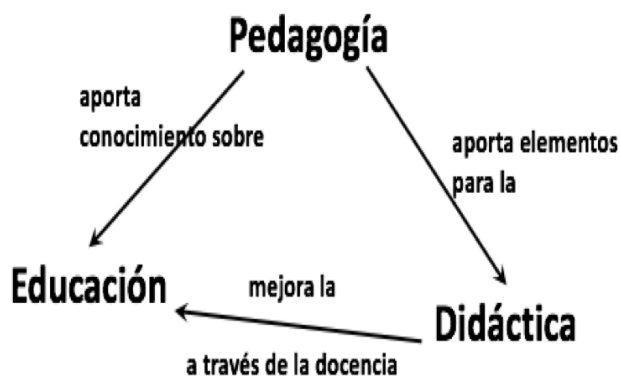 Pedagogía
aporta
conocimiento sobre
aporta elementos
para la
Educación
mejora la
Didáctica
a través de la docencia